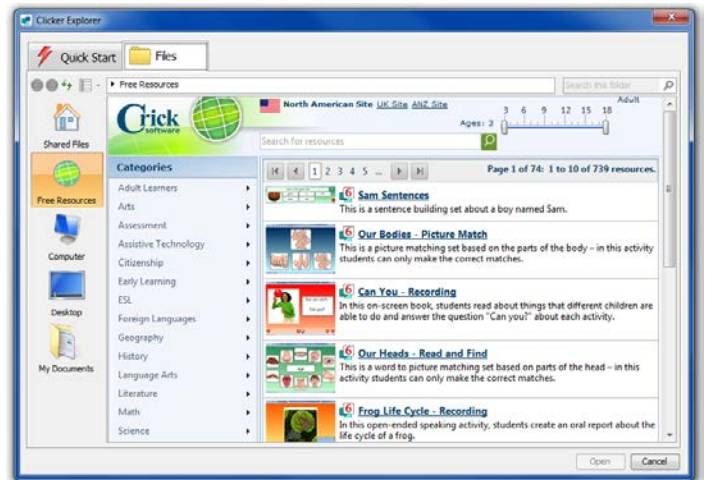 Clicker Explorer
Quick Start
Files
Free Resources
Search this folder
Shared Files
Free Resources
Computer
Desktop
My Documents
Crick
software
North American Site UK Site ANZ Site
Ages: 3
3 6 9 12 15 18
Adult
Search for resources
Categories
Adult Learners
Arts
Assessment
Assistive Technology
Citizenship
Early Learning
ESL
Foreign Languages
Geography
History
Language Arts
Literature
Math
Science
1 2 3 4 5 ...
Page 1 of 74: 1 to 10 of 739 resources.
6 Sam Sentences
This is a sentence building set about a boy named Sam.
6 Our Bodies - Picture Match
This is a picture matching set based on the parts of the body – in this activity
students can only make the correct matches.
6 Can You - Recording
In this on-screen book, students read about things that different children are
able to do and answer the question "Can you?" about each activity.
6 Our Heads - Read and Find
This is a word to picture matching set based on parts of the head – in this
activity students can only make the correct matches.
6 Frog Life Cycle - Recording
In this open-ended speaking activity, students create an oral report about the
life cycle of a frog.
Open
Cancel